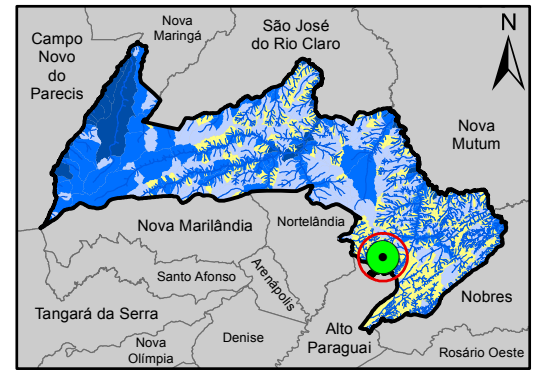 Nova
Maringá
São José
do Rio Claro
N
Campo
Novo
do
Parecis
Nova
Mutum
Nova Marilândia
Nortelândia
Santo Afonso
Arenápolis
Tangará da Serra
Nobres
Denise
Alto
Paraguai
Nova
Olímpia
Rosário Oeste